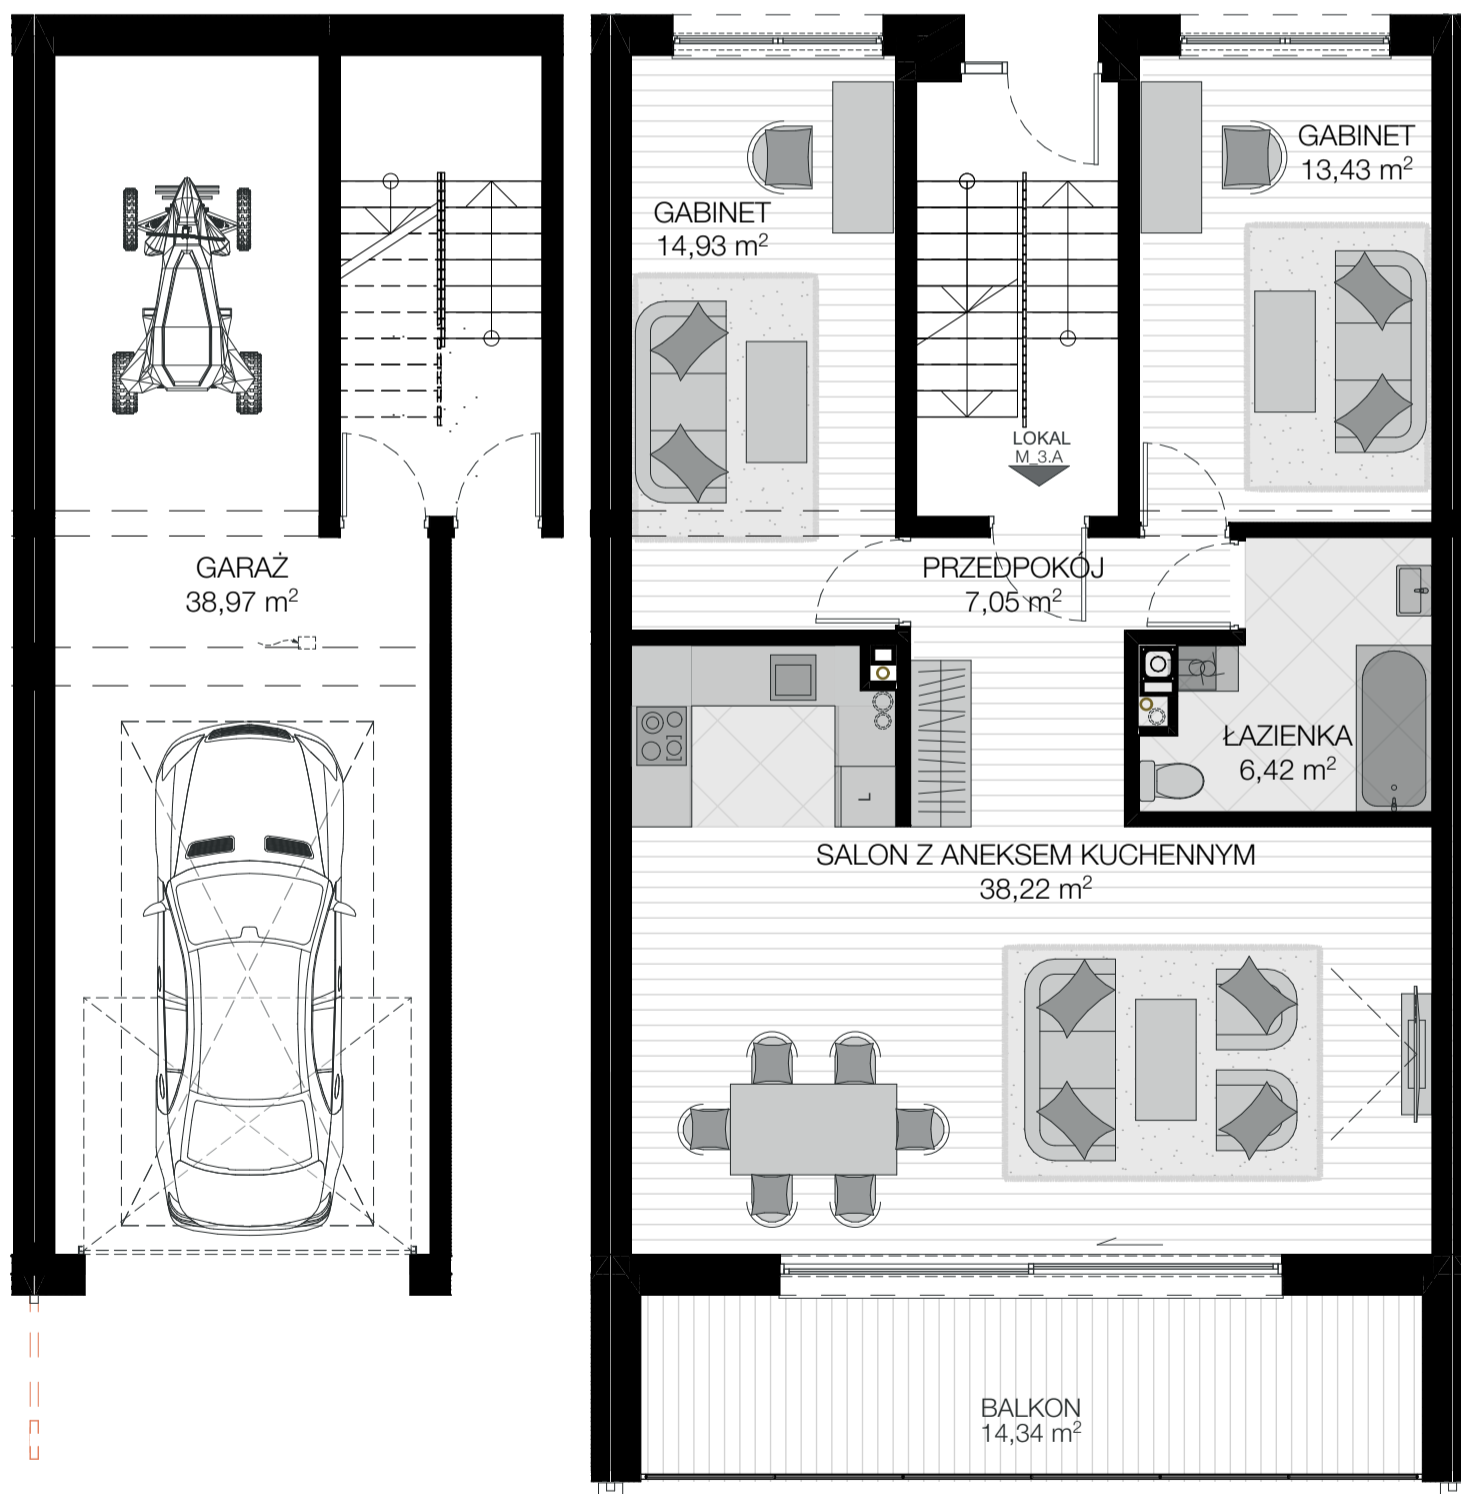 GABINET
13,43 m²
GABINET
14,93 m²
LOKAL
M_3.A
GARAŻ
38,97 m²
PRZEDPOKÓJ
7,05 m²
ŁAZIENKA
6,42 m²
L
SALON Z ANEKSEM KUCHENNYM
38,22 m²
BALKON
14,34 m²